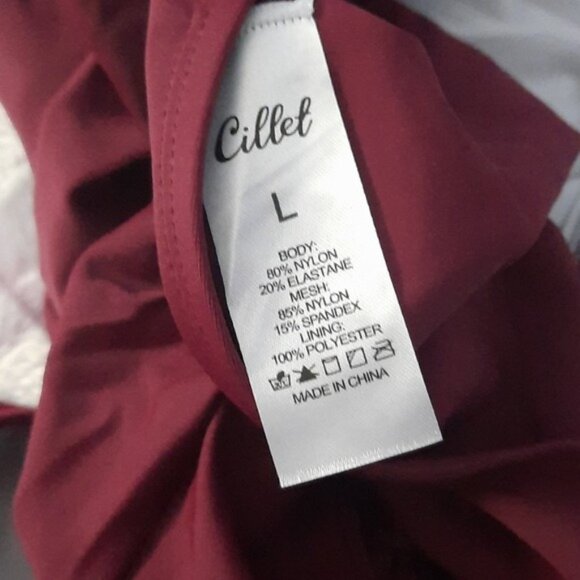 Cillet
L
BODY:
80% NYLON
20% ELASTANE
MESH:
85% NYLON
15% SPANDEX
LINING:
100% POLYESTER
MADE IN CHINA